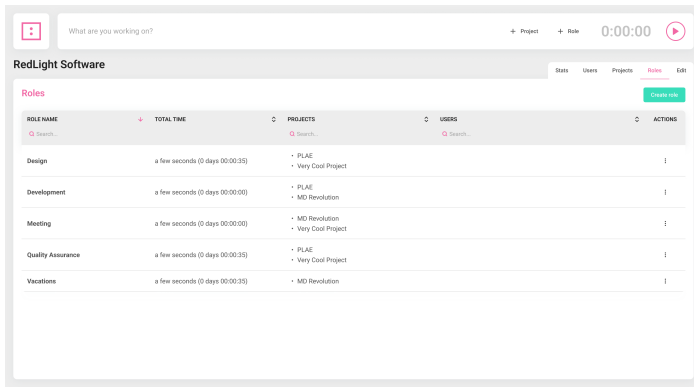 What are you working on?
+ Project
+ Role
0:00:00
RedLight Software
Stats Users Projects Roles Edit
Roles
Create role
ROLE NAME TOTAL TIME PROJECTS USERS ACTIONS
Search... Search... Search...
Design a few seconds (0 days 00:00:35)
• PLAE
• Very Cool Project
Development a few seconds (0 days 00:00:00)
• PLAE
• MD Revolution
Meeting a few seconds (0 days 00:00:00)
• MD Revolution
• Very Cool Project
Quality Assurance a few seconds (0 days 00:00:35)
• PLAE
• Very Cool Project
Vacations a few seconds (0 days 00:00:35)
• MD Revolution